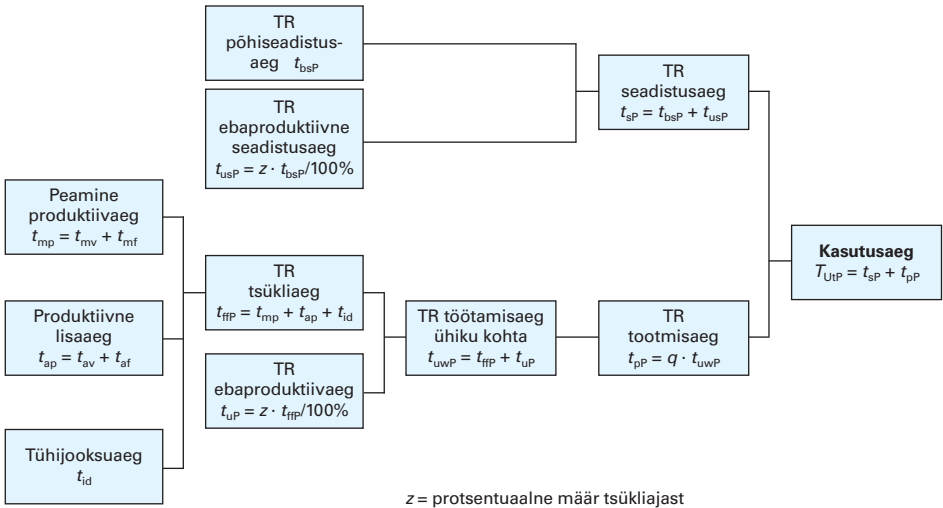 TR
põhiseadistus-
aeg t_bsP
TR
ebaproduktiivne
seadistusaeg
t_usP = z · t_bsP/100%
TR
seadistusaeg
t_sP = t_bsP + t_usP
Peamine
produktiivaeg
t_mp = t_mv + t_mf
Produktiivne
lisaaeg
t_ap = t_av + t_af
Tühijooksuaeg
t_id
TR
tsükliaeg
t_ffP = t_mp + t_ap + t_id
TR
ebaproduktiivaeg
t_uP = z · t_ffP/100%
TR töötamisaeg
ühiku kohta
t_uwP = t_ffP + t_uP
TR
tootmisaeg
t_pP = q · t_uwP
Kasutusaeg
T_UtP = t_sP + t_pP
z = protsentuaalne määr tsükliajast